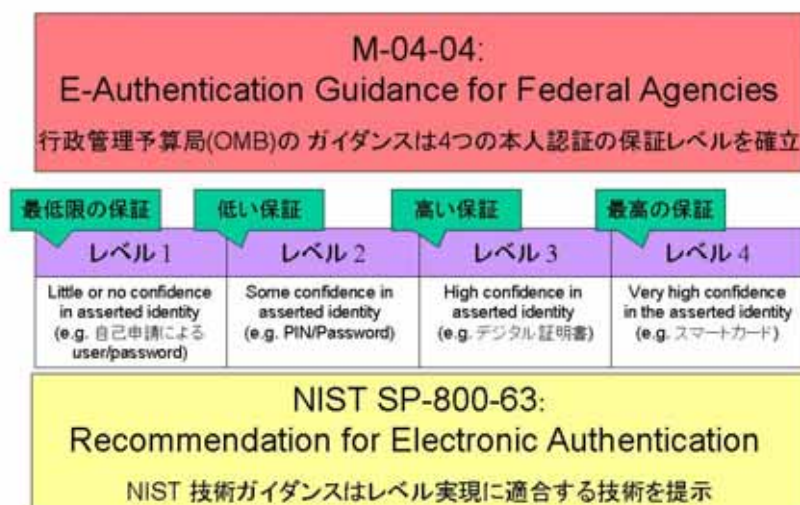 M-04-04:
E-Authentication Guidance for Federal Agencies
行政管理予算局(OMB)の ガイダンスは4つの本人認証の保証レベルを確立
最低限の保証
低い保証
高い保証
最高の保証
レベル 1
レベル 2
レベル 3
レベル 4
Little or no confidence
in asserted identity
(e.g. 自己申請による
user/password)
Some confidence in
asserted identity
(e.g. PIN/Password)
High confidence in
asserted identity
(e.g. デジタル証明書)
Very high confidence
in the asserted identity
(e.g. スマートカード)
NIST SP-800-63:
Recommendation for Electronic Authentication
NIST 技術ガイダンスはレベル実現に適合する技術を提示